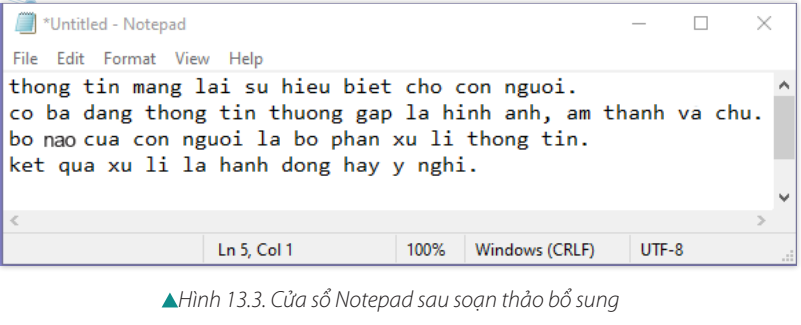 *Untitled - Notepad
File Edit Format View Help
thong tin mang lai su hieu biet cho con nguoi.
co ba dang thong tin thuong gap la hinh anh, am thanh va chu.
bo nao cua con nguoi la bo phan xu li thong tin.
ket qua xu li la hanh dong hay y nghi.
Ln 5, Col 1 100% Windows (CRLF) UTF-8
▲Hình 13.3. Cửa sổ Notepad sau soạn thảo bổ sung